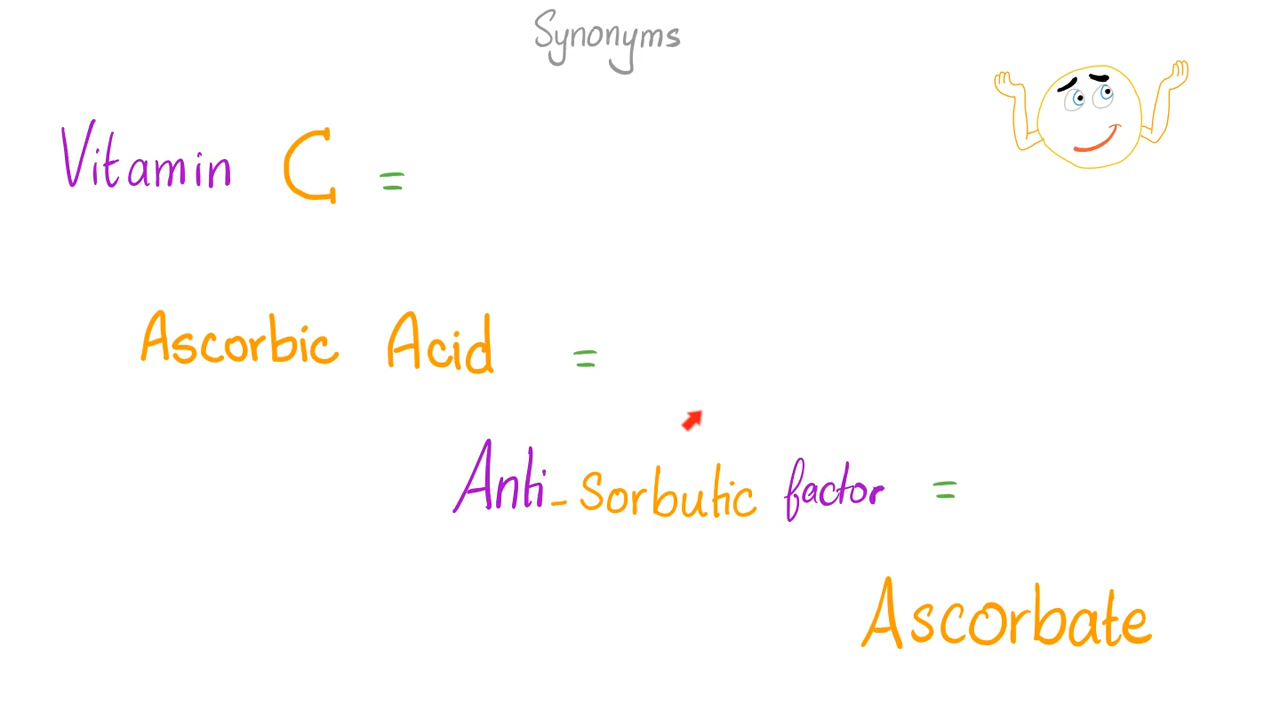 Synonyms
Vitamin C =
Ascorbic Acid =
Anti-sorbutic factor =
Ascorbate